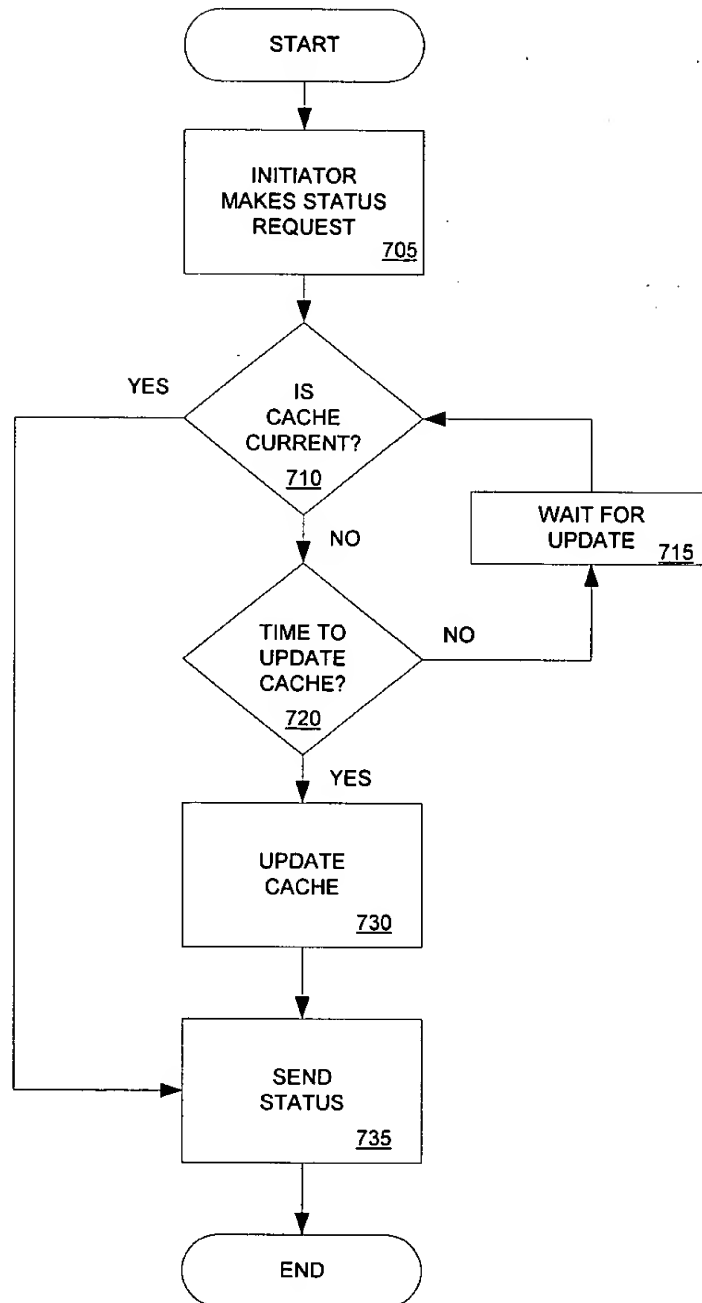 START
INITIATOR
MAKES STATUS
REQUEST
705
YES
IS
CACHE
CURRENT?
710
NO
WAIT FOR
UPDATE
715
TIME TO
UPDATE
CACHE?
720
NO
YES
UPDATE
CACHE
730
SEND
STATUS
735
END